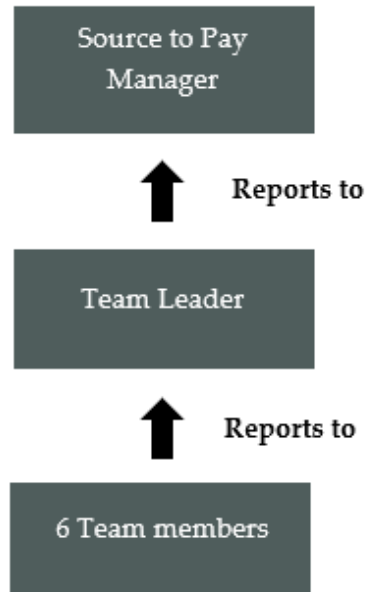 Source to Pay
Manager
Reports to
Team Leader
Reports to
6 Team members